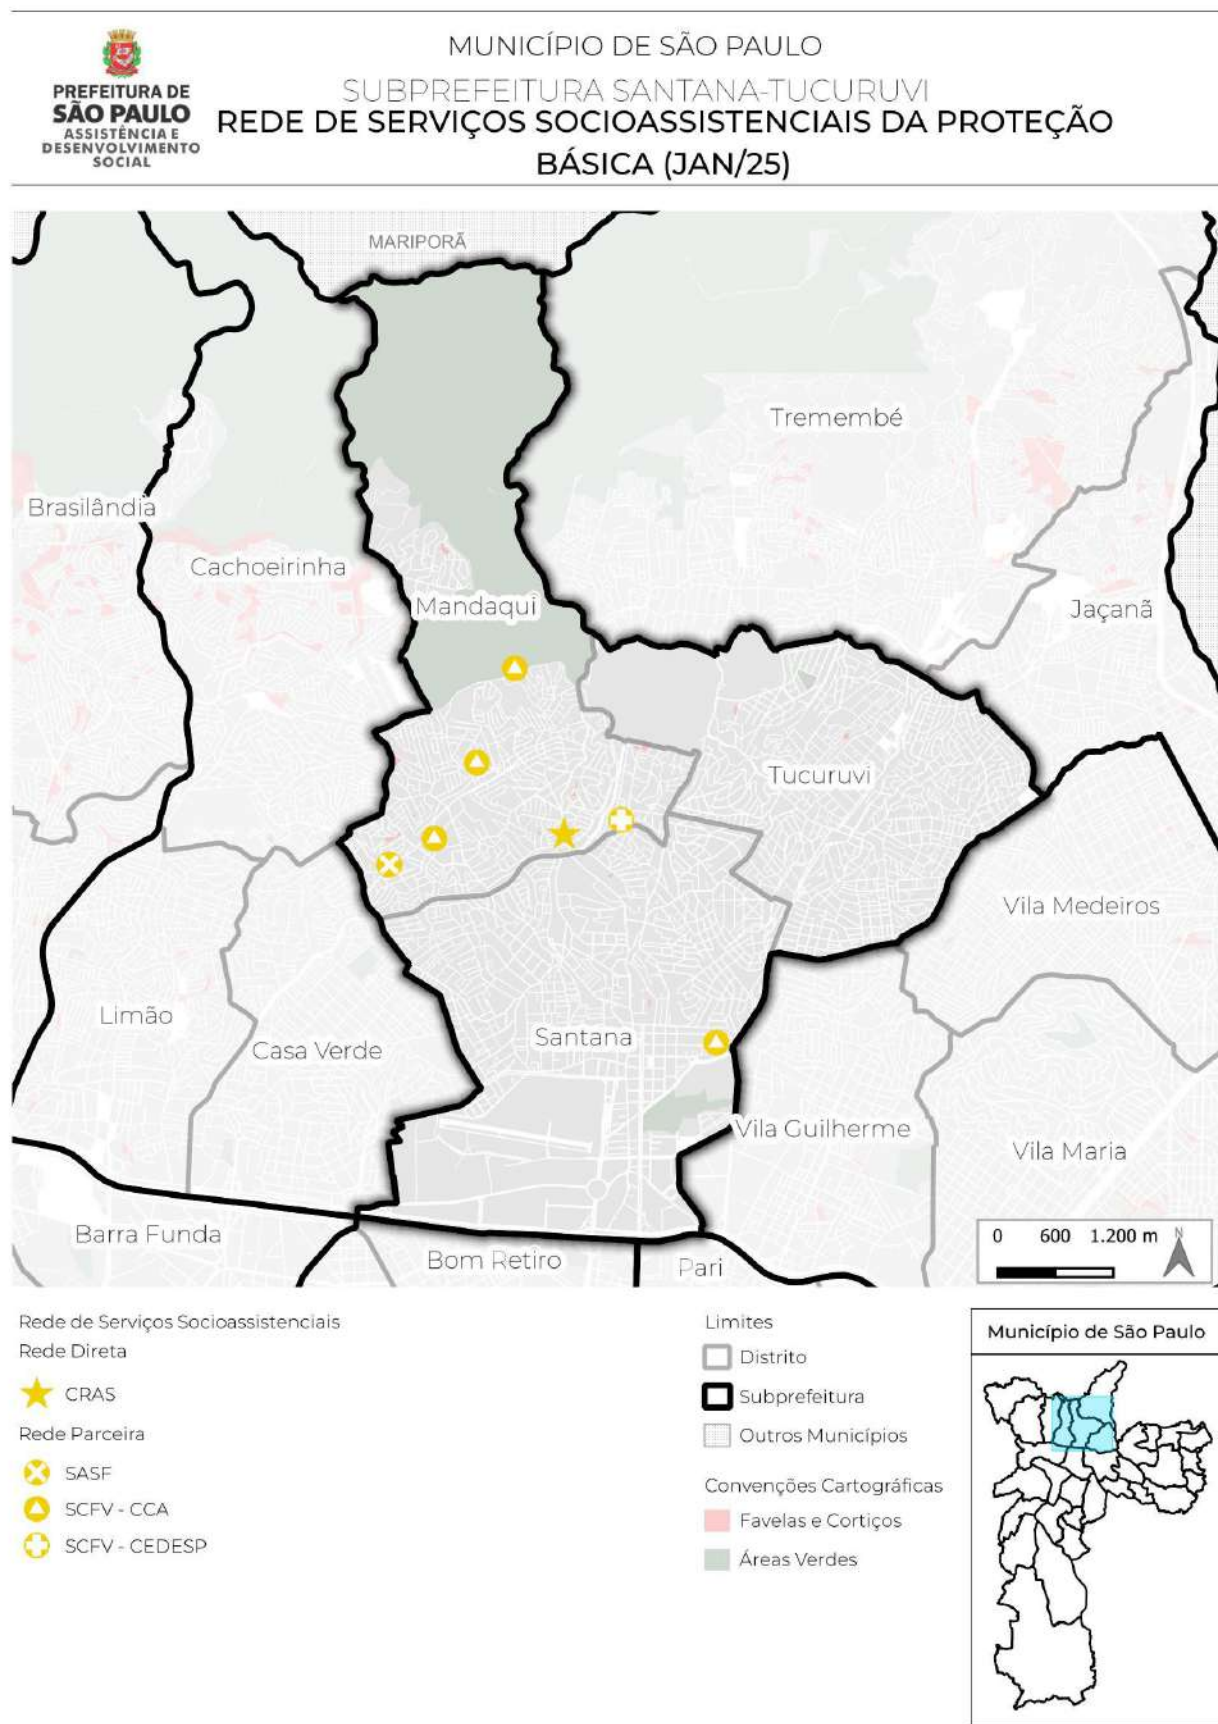 PREFEITURA DE
SÃO PAULO
ASSISTÊNCIA E
DESENVOLVIMENTO
SOCIAL
MUNICÍPIO DE SÃO PAULO
SUBPREFEITURA SANTANA-TUCURUVI
REDE DE SERVIÇOS SOCIOASSISTENCIAIS DA PROTEÇÃO
BÁSICA (JAN/25)
MARIPORÃ
Tremembé
Brasilândia
Cachoeirinha
Mandaqui
Jaçanã
Tucuruvi
Vila Medeiros
Limão
Casa Verde
Santana
Vila Guilherme
Vila Maria
Barra Funda
Bom Retiro
Pari
0 600 1.200 m
N
Rede de Serviços Socioassistenciais
Rede Direta
CRAS
Rede Parceira
SASF
SCFV - CCA
SCFV - CEDESP
Limites
Distrito
Subprefeitura
Outros Municípios
Convenções Cartográficas
Favelas e Cortiços
Áreas Verdes
Município de São Paulo